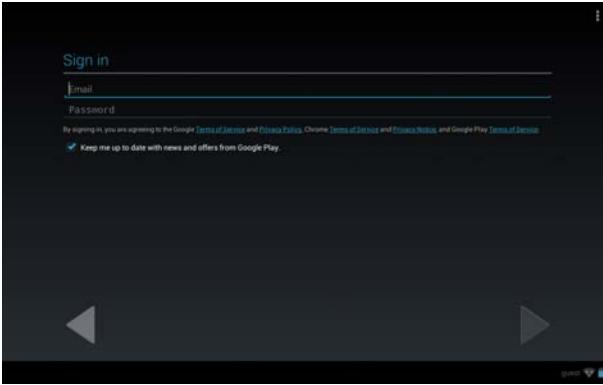 Sign in
Email
Password
By signing in, you are agreeing to the Google Terms of Service and Privacy Policy, Chrome Terms of Service and Privacy Notice, and Google Play Terms of Service
Keep me up to date with news and offers from Google Play.
guest